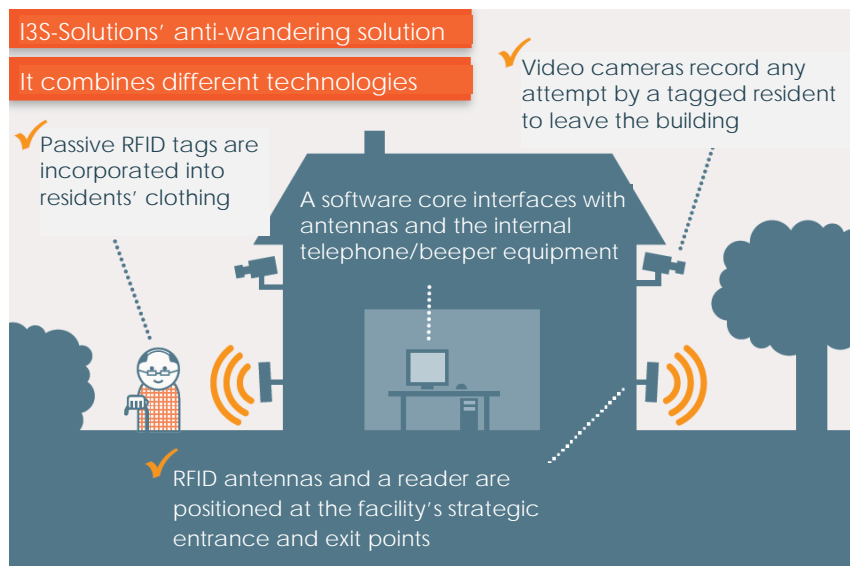 I3S-Solutions’ anti-wandering solution
It combines different technologies
Video cameras record any
attempt by a tagged resident
to leave the building
Passive RFID tags are
incorporated into
residents’ clothing
A software core interfaces with
antennas and the internal
telephone/beeper equipment
RFID antennas and a reader are
positioned at the facility’s strategic
entrance and exit points